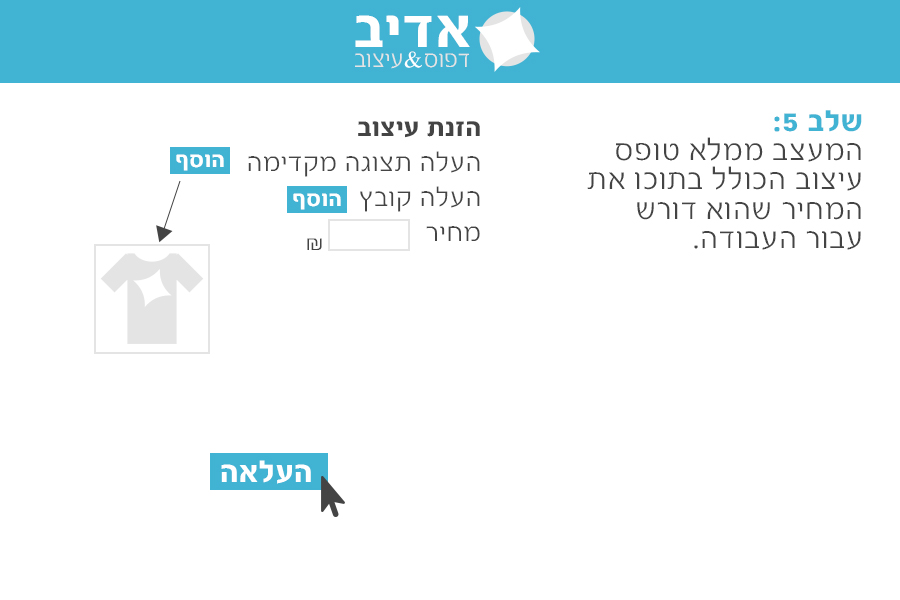 אדיב
דפוס&עיצוב
שלב 5:
המעצב ממלא טופס
עיצוב הכולל בתוכו את
המחיר שהוא דורש
עבור העבודה.
הזנת עיצוב
העלה תצוגה מקדימה הוסף
העלה קובץ הוסף
מחיר ₪
העלאה